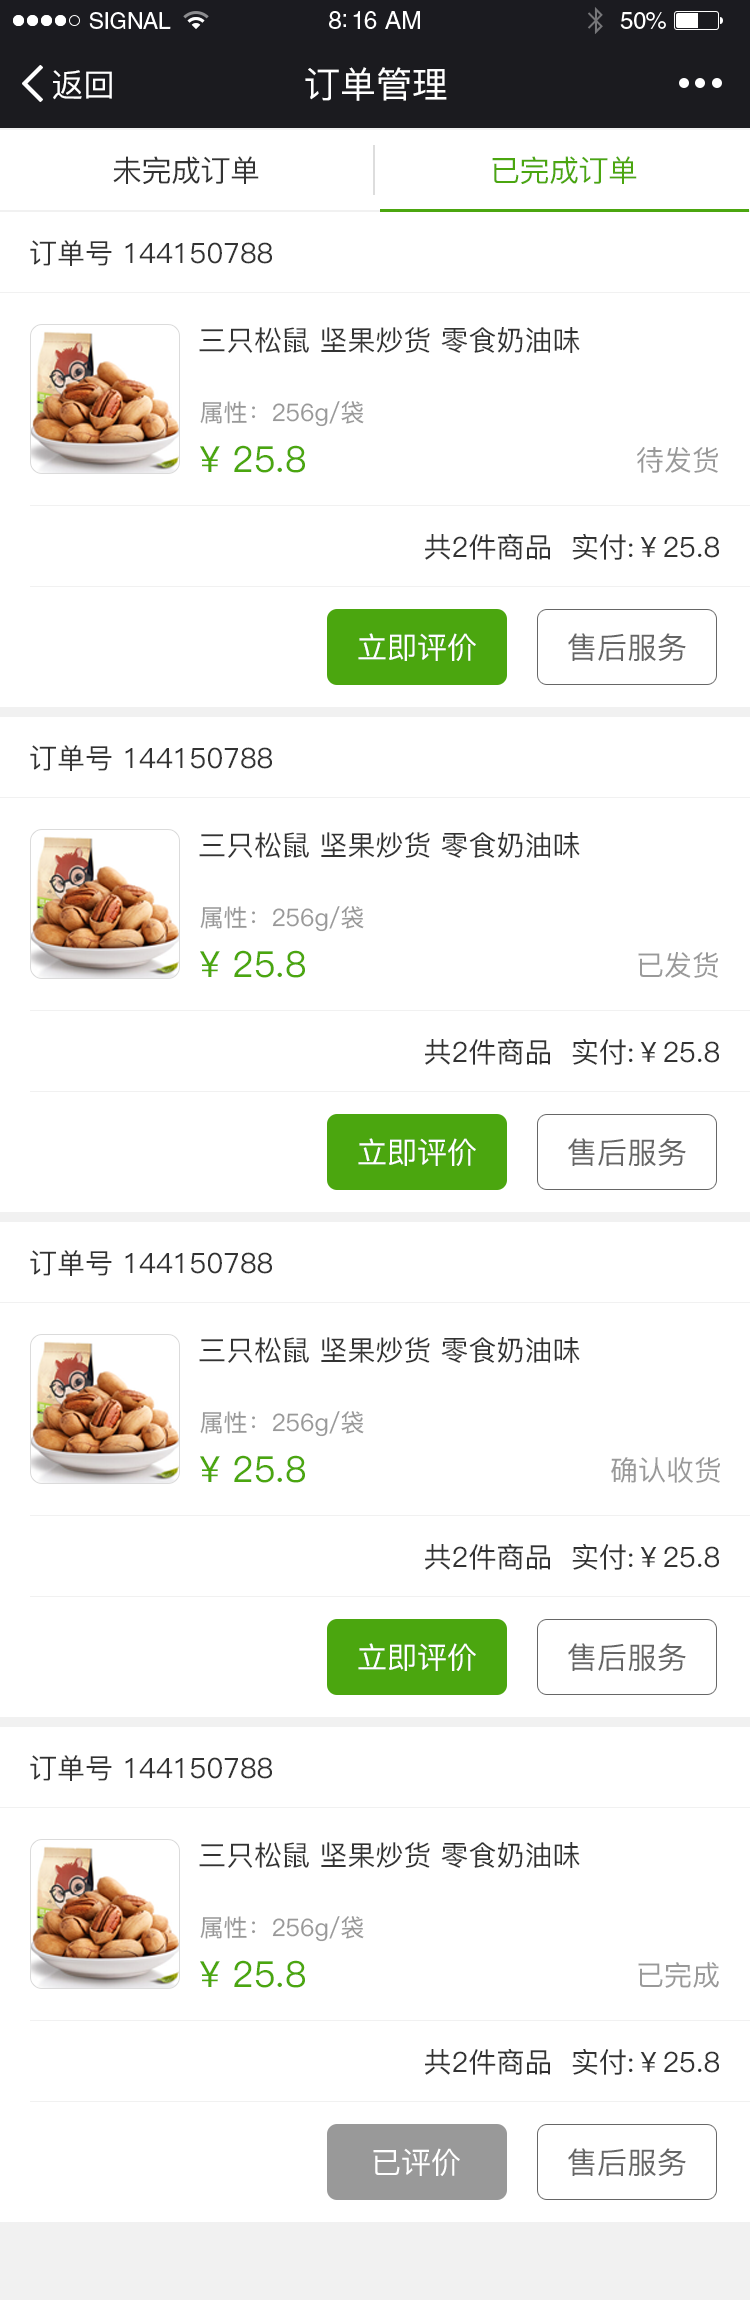 SIGNAL 8:16 AM 50%
返回 订单管理
未完成订单 已完成订单
订单号 144150788
三只松鼠 坚果炒货 零食奶油味
属性：256g/袋
¥ 25.8 待发货
共2件商品 实付:¥25.8
立即评价 售后服务
订单号 144150788
三只松鼠 坚果炒货 零食奶油味
属性：256g/袋
¥ 25.8 已发货
共2件商品 实付:¥25.8
立即评价 售后服务
订单号 144150788
三只松鼠 坚果炒货 零食奶油味
属性：256g/袋
¥ 25.8 确认收货
共2件商品 实付:¥25.8
立即评价 售后服务
订单号 144150788
三只松鼠 坚果炒货 零食奶油味
属性：256g/袋
¥ 25.8 已完成
共2件商品 实付:¥25.8
已评价 售后服务